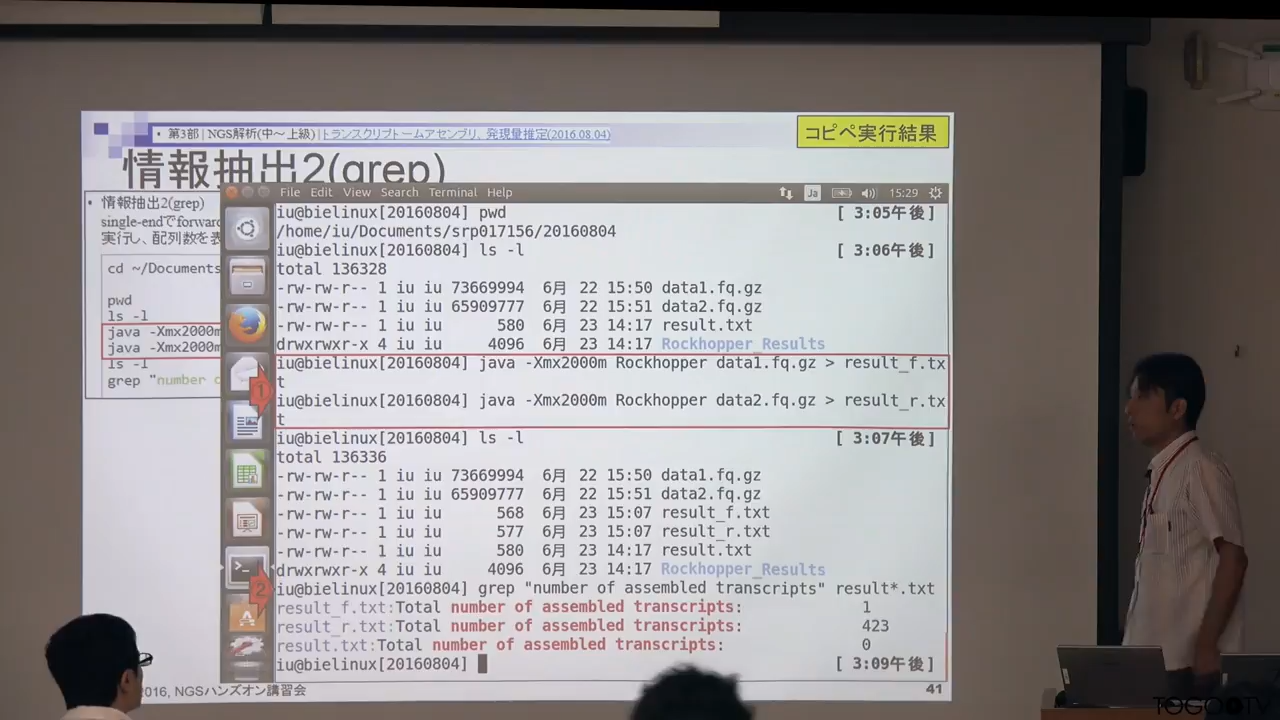 • 第3部 | NGS解析(中～上級) | トランスクリプトームアセンブリ、発現量推定(2016.08.04)
コピペ実行結果
情報抽出2(grep)
• 情報抽出2(grep)
single-endでforward
実行し、配列数を表
cd ~/Documents
pwd
ls -l
java -Xmx2000m
java -Xmx2000m
ls -l
grep "number o
File Edit View Search Terminal Help
Ja
15:29
iu@bielinux[20160804] pwd [ 3:05午後]
/home/iu/Documents/srp017156/20160804
iu@bielinux[20160804] ls -l [ 3:06午後]
total 136328
-rw-rw-r-- 1 iu iu 73669994 6月 22 15:50 data1.fq.gz
-rw-rw-r-- 1 iu iu 65909777 6月 22 15:51 data2.fq.gz
-rw-rw-r-- 1 iu iu 580 6月 23 14:17 result.txt
drwxrwxr-x 4 iu iu 4096 6月 23 14:17 Rockhopper_Results
iu@bielinux[20160804] java -Xmx2000m Rockhopper data1.fq.gz > result_f.tx
t
iu@bielinux[20160804] java -Xmx2000m Rockhopper data2.fq.gz > result_r.tx
t
iu@bielinux[20160804] ls -l [ 3:07午後]
total 136336
-rw-rw-r-- 1 iu iu 73669994 6月 22 15:50 data1.fq.gz
-rw-rw-r-- 1 iu iu 65909777 6月 22 15:51 data2.fq.gz
-rw-rw-r-- 1 iu iu 568 6月 23 15:07 result_f.txt
-rw-rw-r-- 1 iu iu 577 6月 23 15:07 result_r.txt
-rw-rw-r-- 1 iu iu 580 6月 23 14:17 result.txt
drwxrwxr-x 4 iu iu 4096 6月 23 14:17 Rockhopper_Results
iu@bielinux[20160804] grep "number of assembled transcripts" result*.txt
result_f.txt:Total number of assembled transcripts: 1
result_r.txt:Total number of assembled transcripts: 423
result.txt:Total number of assembled transcripts: 0
iu@bielinux[20160804] [ 3:09午後]
1
2
2016, NGSハンズオン講習会
41
TOGOTV